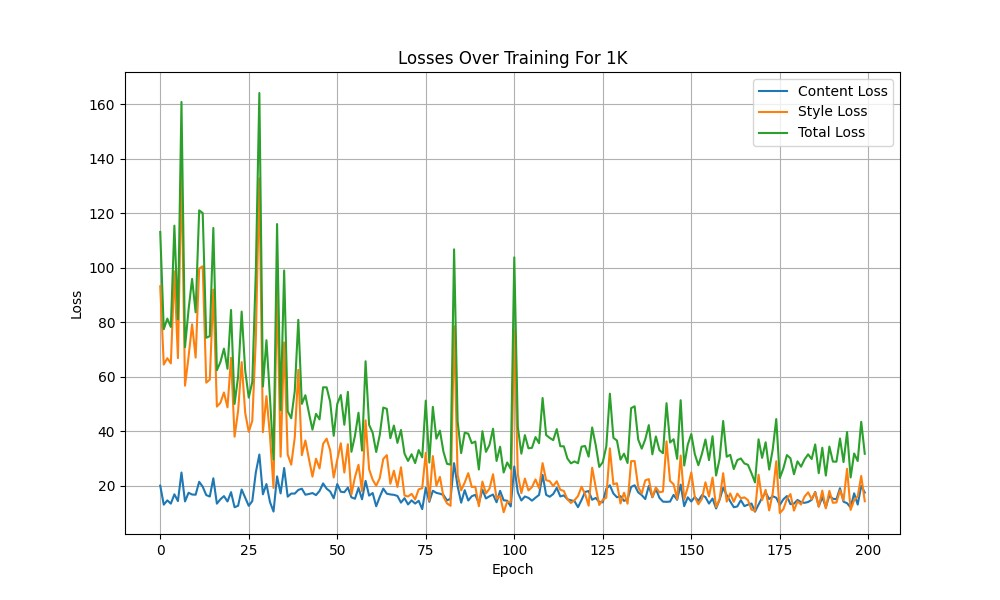 Losses Over Training For 1K
Content Loss
Style Loss
Total Loss
160
140
120
100
80
60
40
20
Loss
0 25 50 75 100 125 150 175 200
Epoch